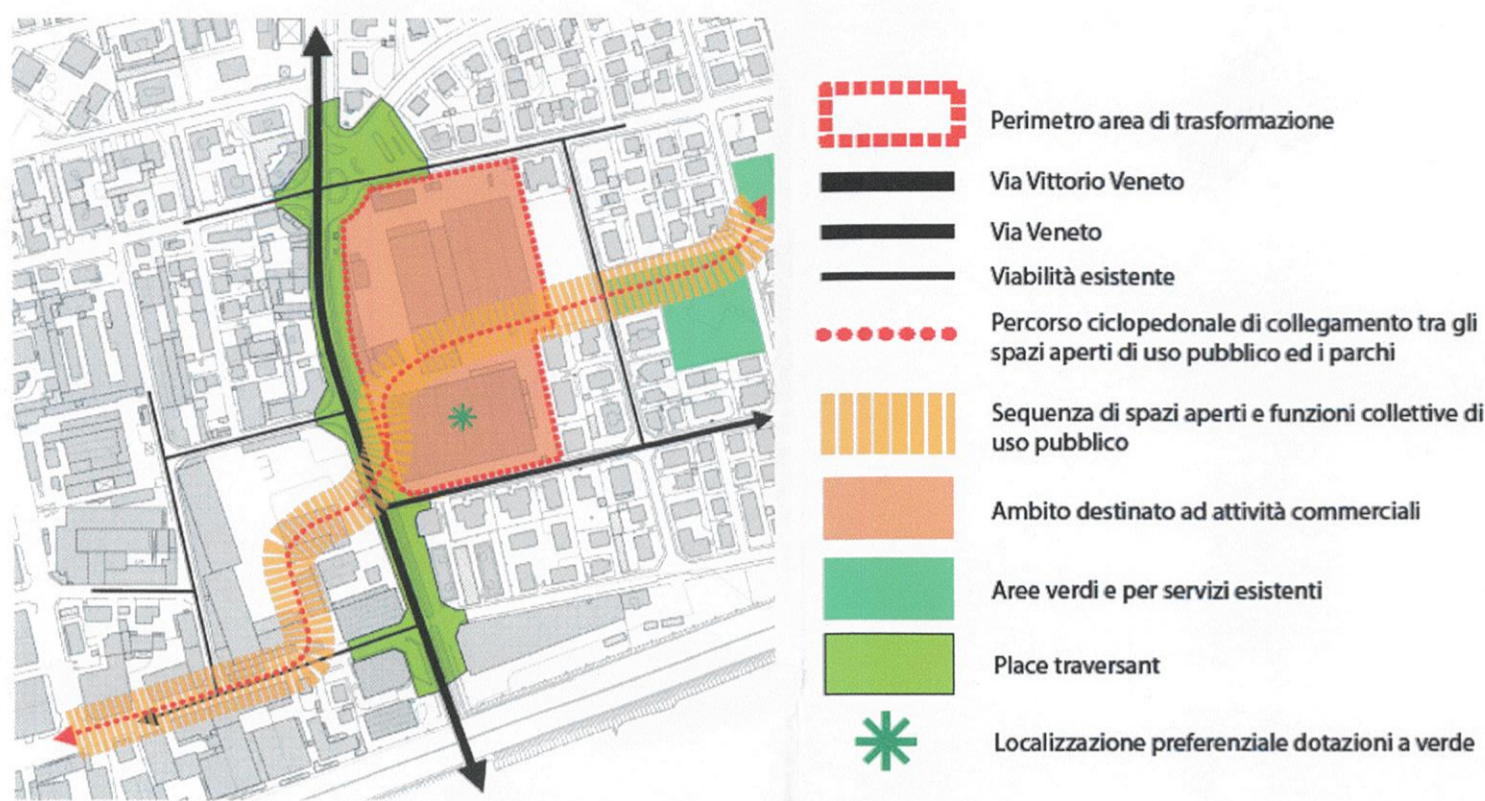 Perimetro area di trasformazione
Via Vittorio Veneto
Via Veneto
Viabilità esistente
Percorso ciclopedonale di collegamento tra gli
spazi aperti di uso pubblico ed i parchi
Sequenza di spazi aperti e funzioni collettive di
uso pubblico
Ambito destinato ad attività commerciali
Aree verdi e per servizi esistenti
Place traversant
Localizzazione preferenziale dotazioni a verde